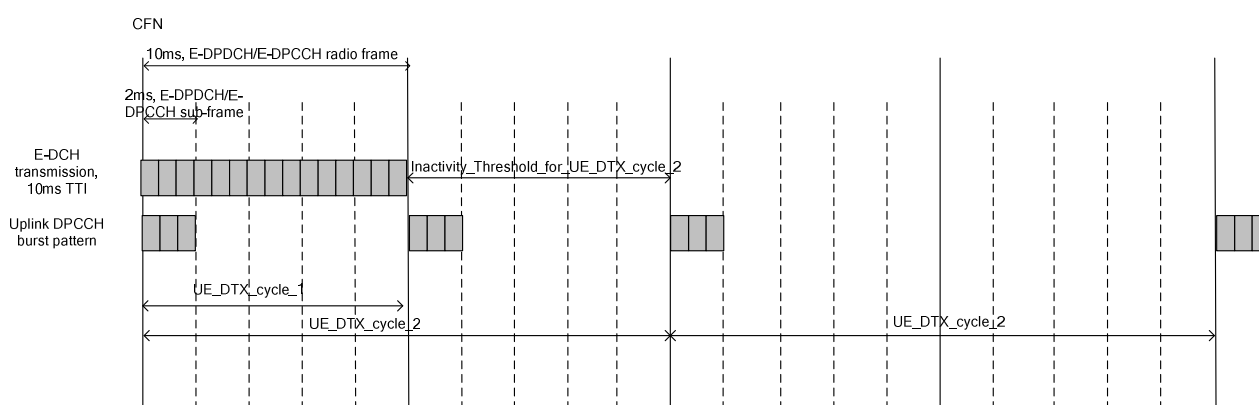 CFN
10ms, E-DPDCH/E-DPCCH radio frame
2ms, E-DPDCH/E-
DPCCH sub-frame
E-DCH
transmission,
10ms TTI
Inactivity_Threshold_for_UE_DTX_cycle_2
Uplink DPCCH
burst pattern
UE_DTX_cycle_1
UE_DTX_cycle_2
UE_DTX_cycle_2